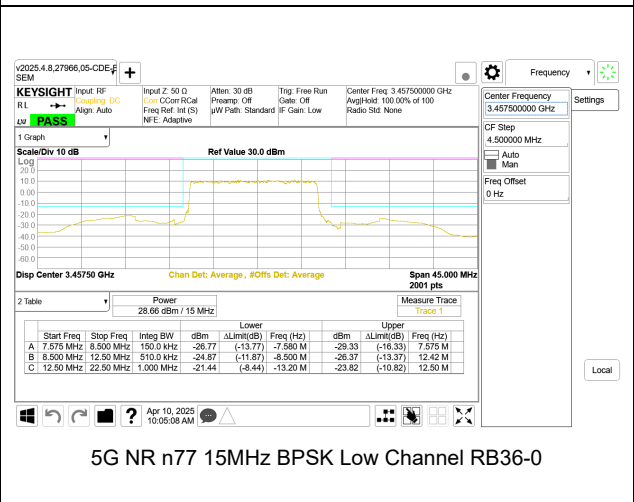 v2025.4.8,27966,05-CDE-E
SEM
+
Frequency
KEYSIGHT
RL
LXI PASS
Input: RF
Coupling: DC
Align: Auto
Input Z: 50 Ω
Corr CCorr RCal
Freq Ref: Int (S)
NFE: Adaptive
Atten: 30 dB
Preamp: Off
µW Path: Standard
Trig: Free Run
Gate: Off
IF Gain: Low
Center Freq: 3.457500000 GHz
Avg|Hold: 100.00% of 100
Radio Std: None
Center Frequency
3.457500000 GHz
Settings
CF Step
4.500000 MHz
Auto
Man
Freq Offset
0 Hz
1 Graph
Scale/Div 10 dB Ref Value 30.0 dBm
Log
20.0
10.0
0.00
-10.0
-20.0
-30.0
-40.0
-50.0
-60.0
Disp Center 3.45750 GHz Chan Det: Average, #Offs Det: Average Span 45.000 MHz
2001 pts
2 Table
Power
28.66 dBm / 15 MHz
Measure Trace
Trace 1
Lower Upper
Start Freq Stop Freq Integ BW dBm ΔLimit(dB) Freq (Hz) dBm ΔLimit(dB) Freq (Hz)
A 7.575 MHz 8.500 MHz 150.0 kHz -26.77 (-13.77) -7.580 M -29.33 (-16.33) 7.575 M
B 8.500 MHz 12.50 MHz 510.0 kHz -24.87 (-11.87) -8.500 M -26.37 (-13.37) 12.42 M
C 12.50 MHz 22.50 MHz 1.000 MHz -21.44 (-8.44) -13.20 M -23.82 (-10.82) 12.50 M
Local
?
Apr 10, 2025
10:05:08 AM
5G NR n77 15MHz BPSK Low Channel RB36-0